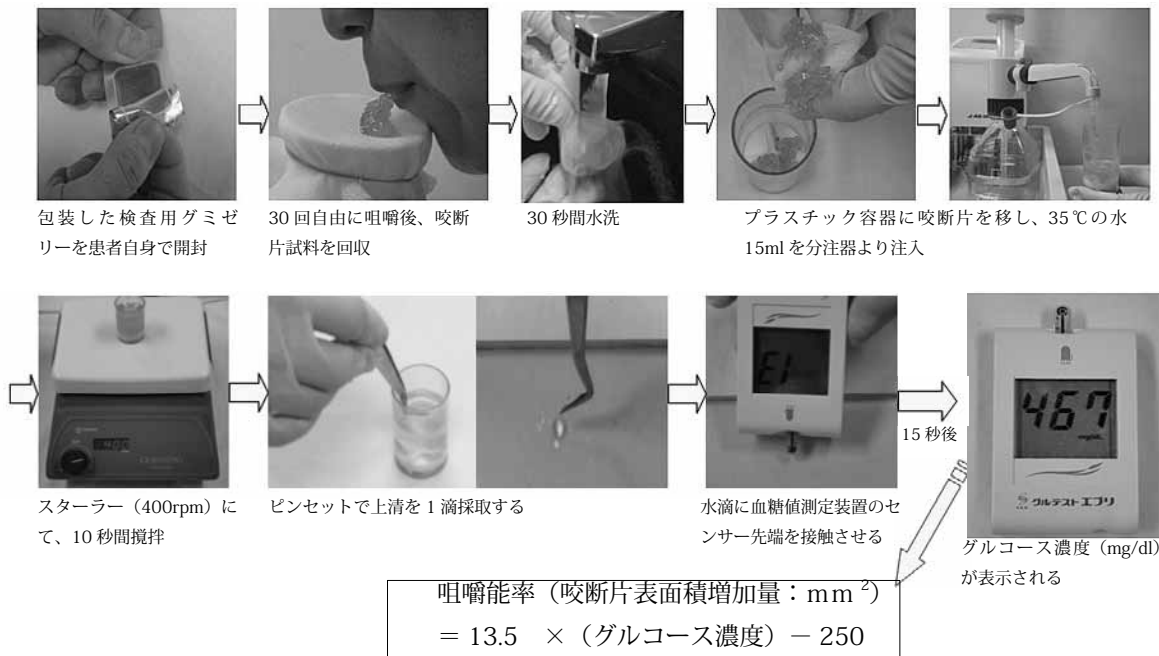 包装した検査用グミゼ
リーを患者自身で開封
30 回自由に咀嚼後、咬断
片試料を回収
30 秒間水洗
プラスチック容器に咬断片を移し、35℃の水
15ml を分注器より注入
スターラー（400rpm）に
て、10 秒間撹拌
400
ピンセットで上清を 1 滴採取する
水滴に血糖値測定装置のセ
ンサー先端を接触させる
E1
15 秒後
467
mg/dL
グルテストエブリ
グルコース濃度（mg/dl）
が表示される
咀嚼能率（咬断片表面積増加量：mm²）
＝ 13.5 ×（グルコース濃度）－ 250